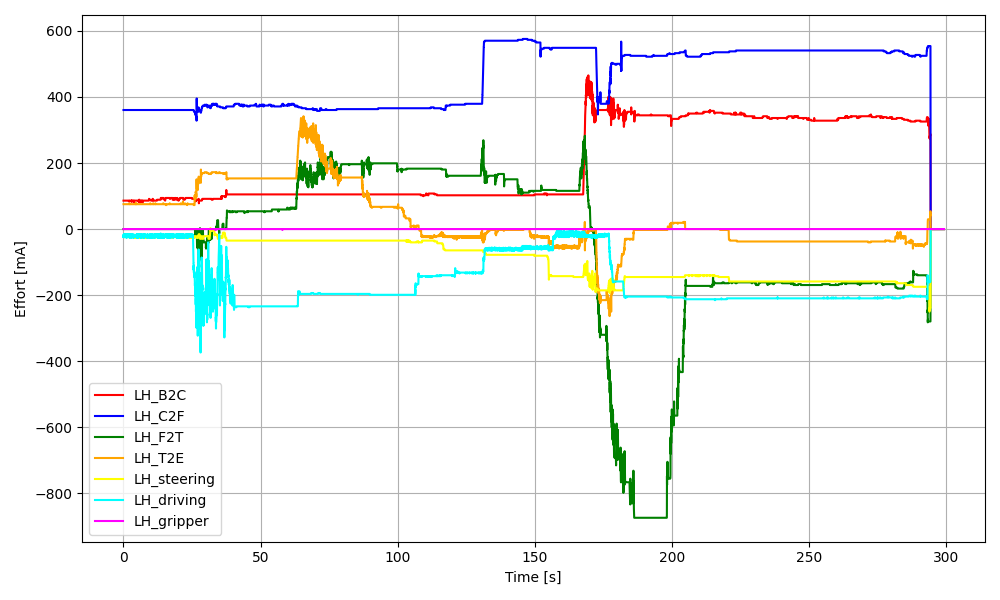 600
400
200
0
−200
−400
−600
−800
Effort [mA]
LH_B2C
LH_C2F
LH_F2T
LH_T2E
LH_steering
LH_driving
LH_gripper
0 50 100 150 200 250 300
Time [s]